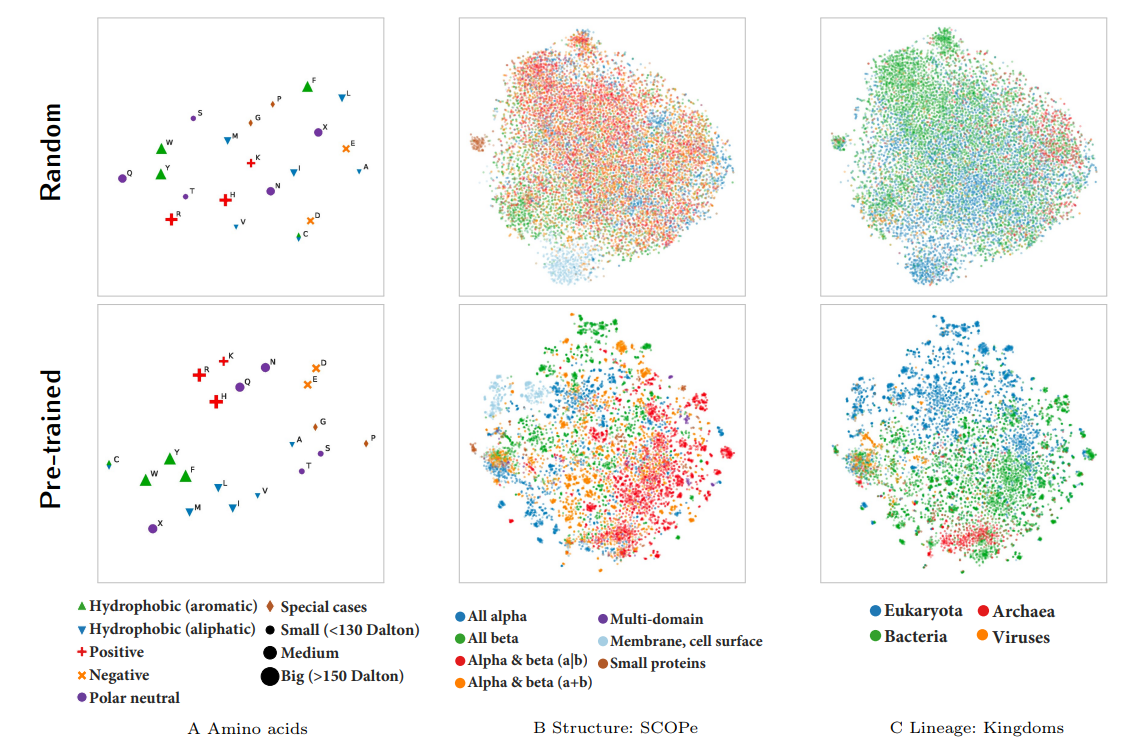 Random
F
L
P
S
G
X
M
E
W
K
A
I
Y
Q
N
T
H
R
V
D
C
Pre-trained
K
N
D
R
Q
E
H
G
A
P
S
Y
C
T
F
W
L
V
M
I
X
Hydrophobic (aromatic)
Hydrophobic (aliphatic)
Positive
Negative
Polar neutral
Special cases
Small (<130 Dalton)
Medium
Big (>150 Dalton)
All alpha
All beta
Alpha & beta (a|b)
Alpha & beta (a+b)
Multi-domain
Membrane, cell surface
Small proteins
Eukaryota
Bacteria
Archaea
Viruses
A Amino acids
B Structure: SCOPe
C Lineage: Kingdoms